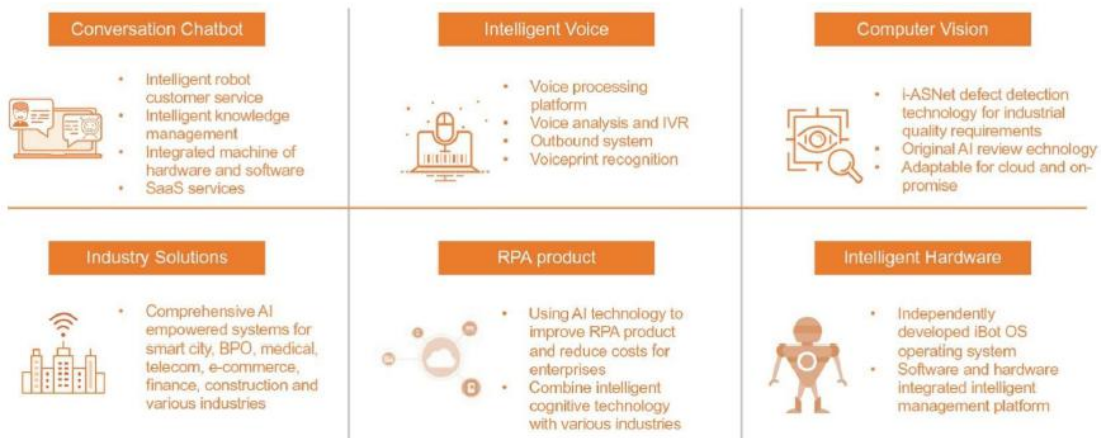 Conversation Chatbot
• Intelligent robot
customer service
• Intelligent knowledge
management
• Integrated machine of
hardware and software
• SaaS services
Intelligent Voice
• Voice processing
platform
• Voice analysis and IVR
• Outbound system
• Voiceprint recognition
Computer Vision
• i-ASNet defect detection
technology for industrial
quality requirements
• Original AI review echnology
• Adaptable for cloud and on-
promise
Industry Solutions
• Comprehensive AI
empowered systems for
smart city, BPO, medical,
telecom, e-commerce,
finance, construction and
various industries
RPA product
• Using AI technology to
improve RPA product
and reduce costs for
enterprises
• Combine intelligent
cognitive technology
with various industries
Intelligent Hardware
• Independently
developed iBot OS
operating system
• Software and hardware
integrated intelligent
management platform